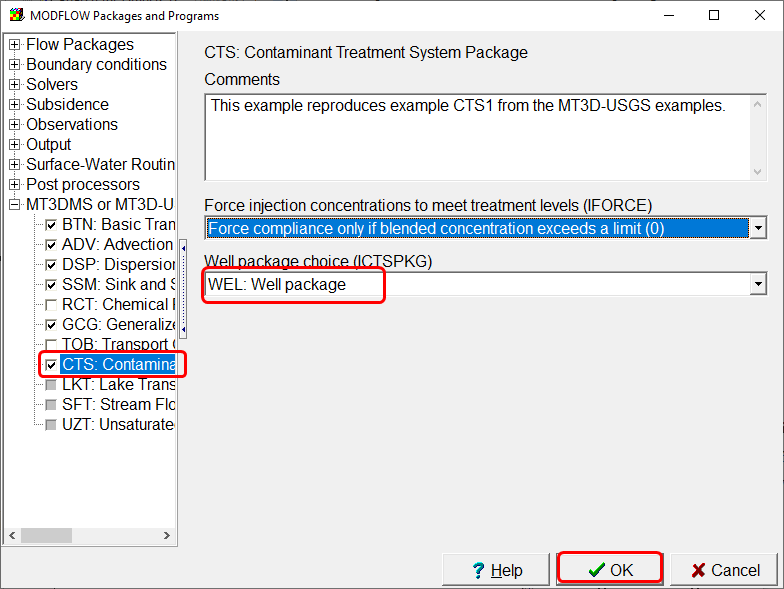 MODFLOW Packages and Programs
Flow Packages
Boundary conditions
Solvers
Subsidence
Observations
Output
Surface-Water Routin
Post processors
MT3DMS or MT3D-U
BTN: Basic Tran
ADV: Advection
DSP: Dispersion
SSM: Sink and S
RCT: Chemical R
GCG: Generalize
TOB: Transport O
CTS: Contamina
LKT: Lake Trans
SFT: Stream Flo
UZT: Unsaturate
CTS: Contaminant Treatment System Package
Comments
This example reproduces example CTS1 from the MT3D-USGS examples.
Force injection concentrations to meet treatment levels (IFORCE)
Force compliance only if blended concentration exceeds a limit (0)
Well package choice (ICTSPKG)
WEL: Well package
? Help
OK
Cancel